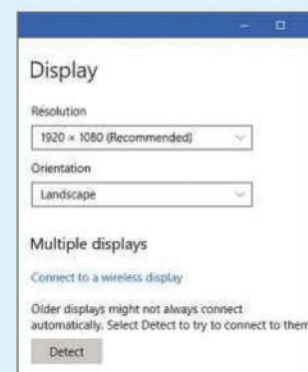 Display
Resolution
1920 × 1080 (Recommended)
Orientation
Landscape
Multiple displays
Connect to a wireless display
Older displays might not always connect
automatically. Select Detect to try to connect to them
Detect